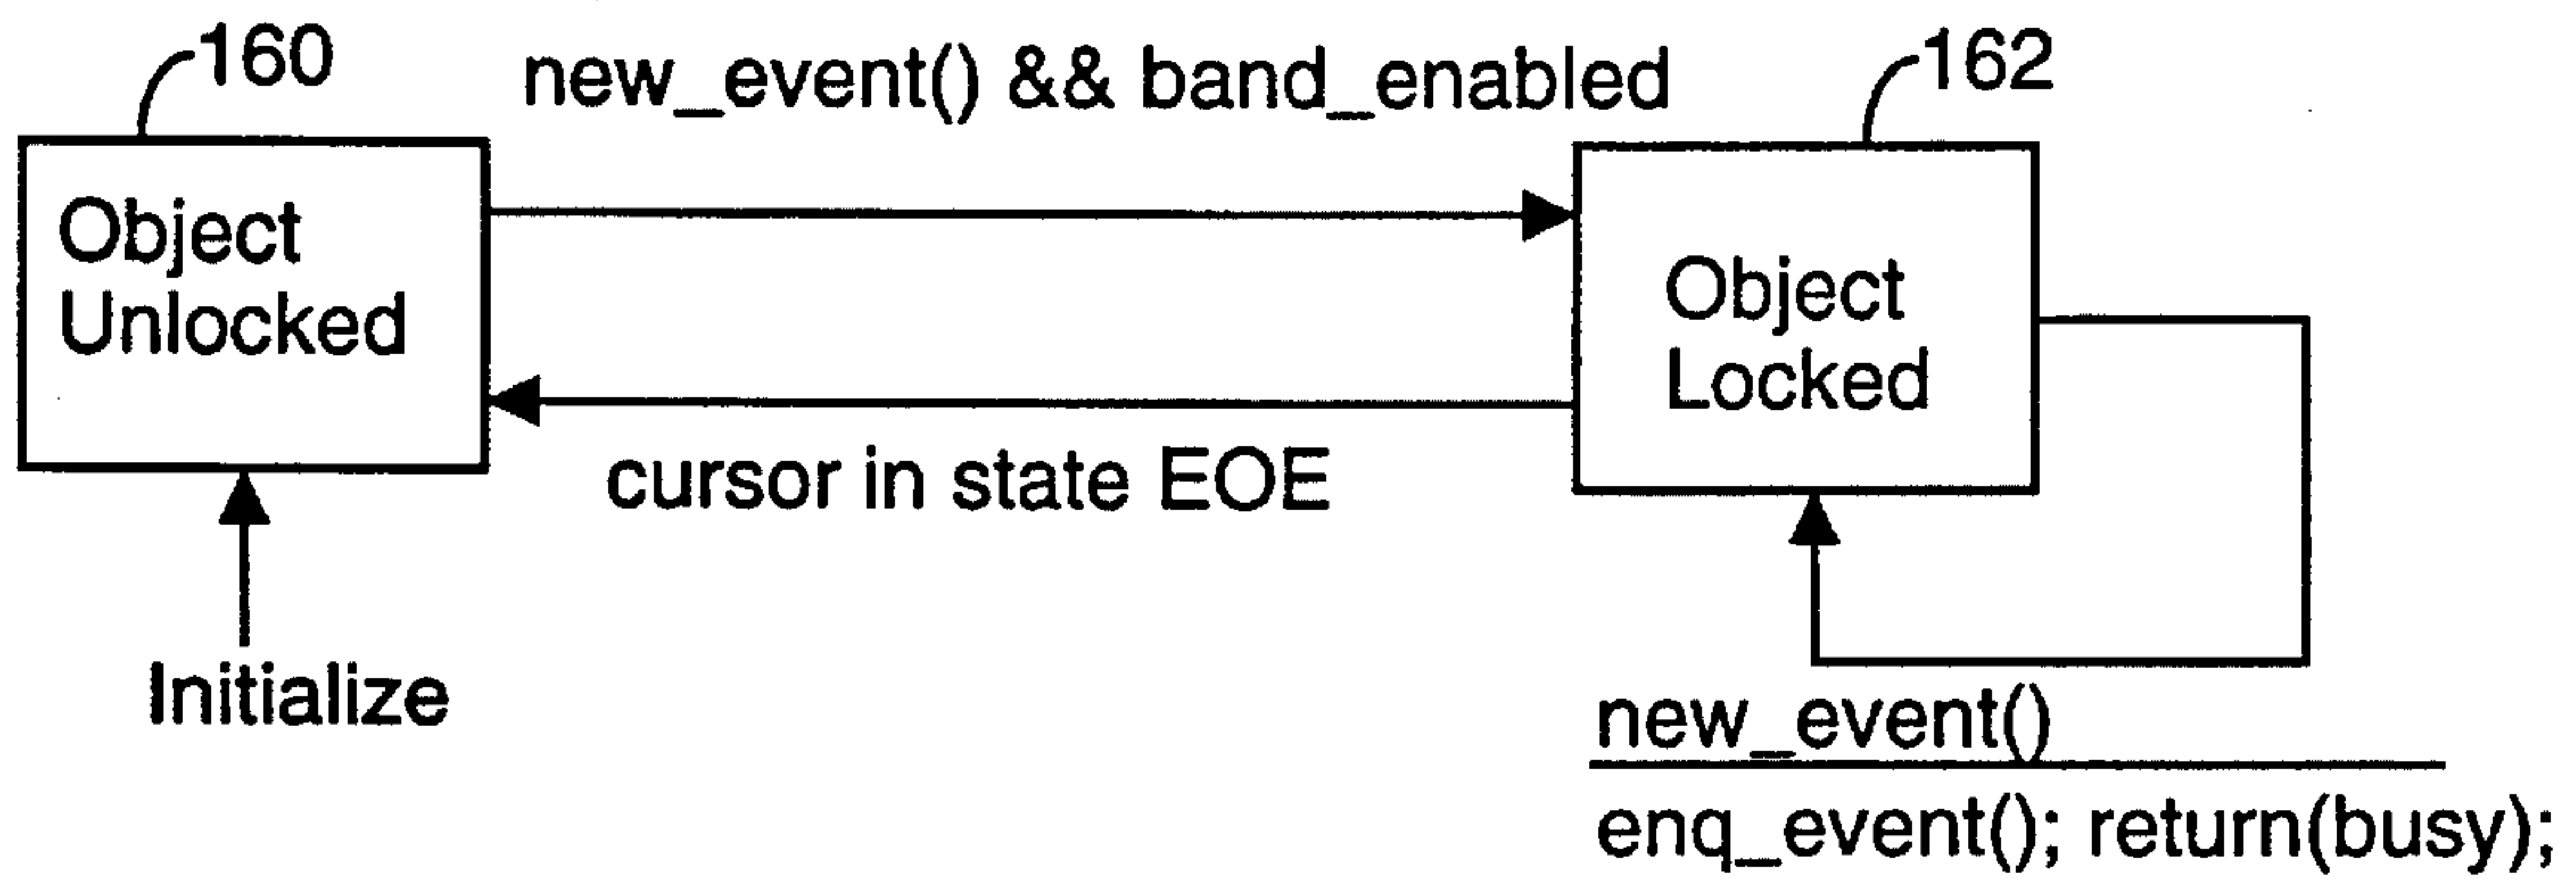 160
new_event() && band_enabled
162
Object
Unlocked
Object
Locked
cursor in state EOE
Initialize
new_event()
enq_event(); return(busy);